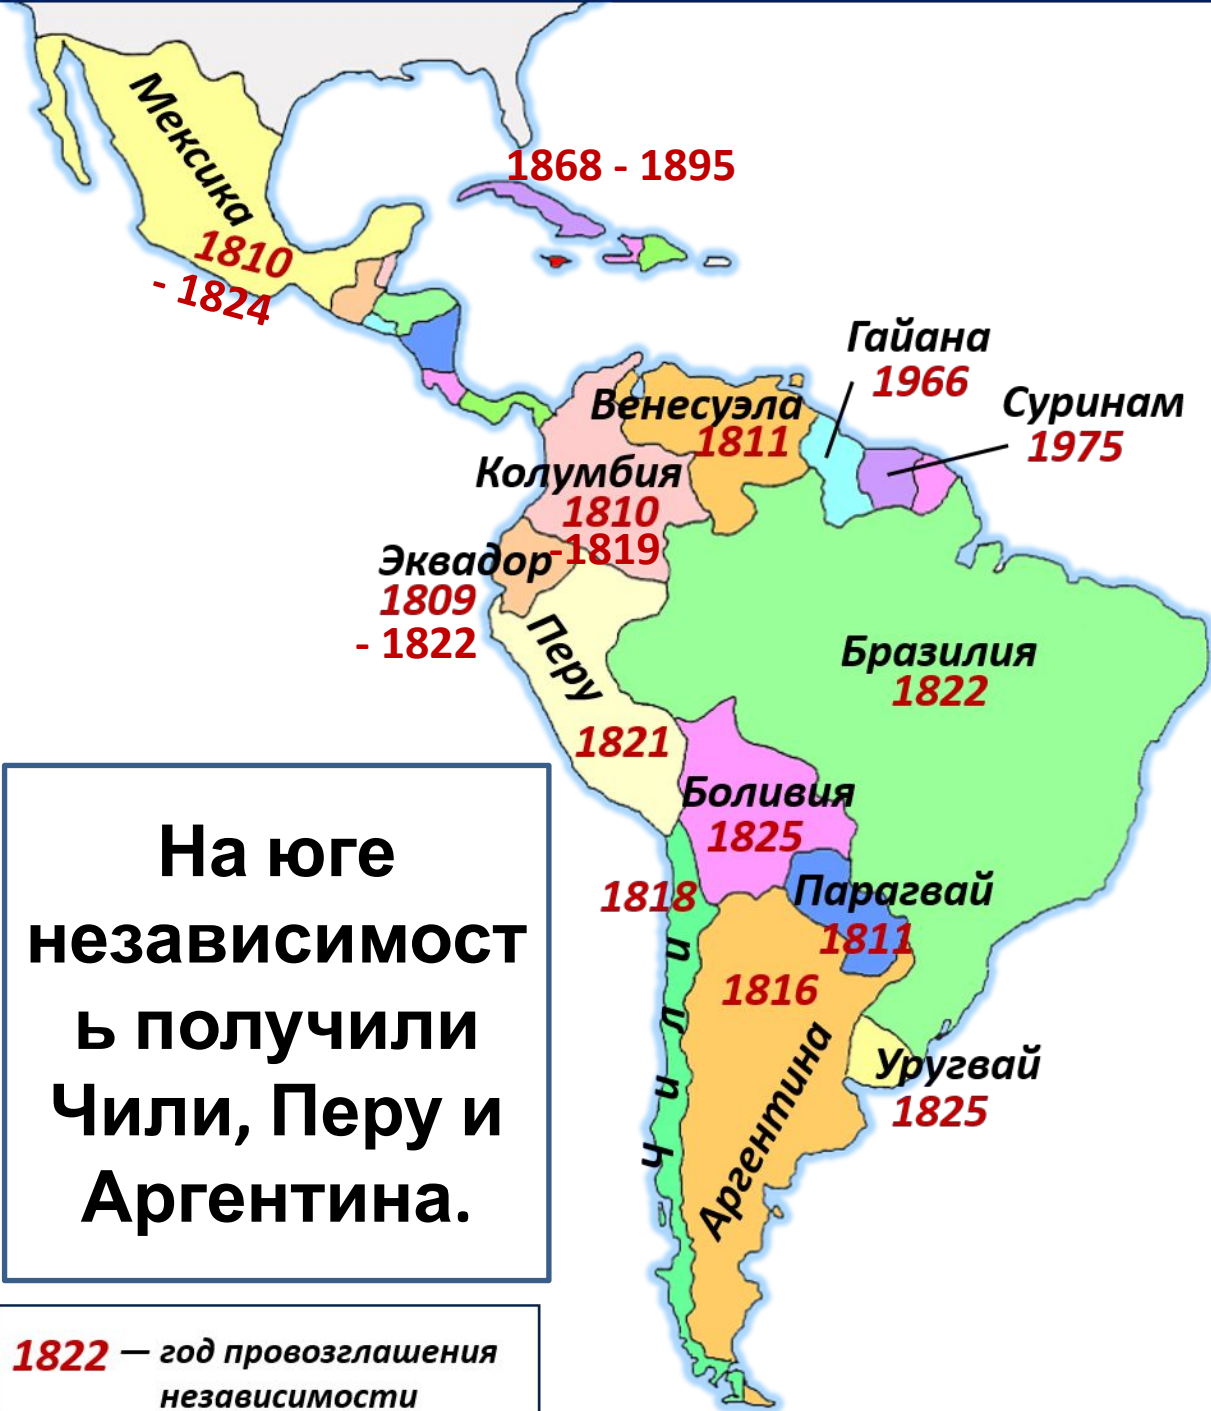 Мексика
1810
- 1824
1868 - 1895
Гайана
1966
Суринам
1975
Венесуэла
1811
Колумбия
1810
-1819
Эквадор
1809
- 1822
Перу
1821
Бразилия
1822
Боливия
1825
1818
Чили
Парагвай
1811
1816
Аргентина
Уругвай
1825
На юге
независимост
ь получили
Чили, Перу и
Аргентина.
1822 — год провозглашения
независимости